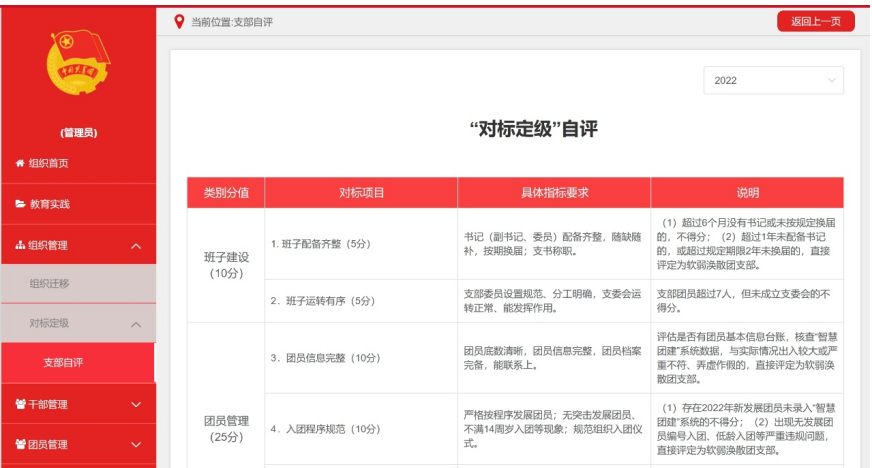 当前位置:支部自评
返回上一页
(管理员)
组织首页
教育实践
组织管理
组织迁移
对标定级
支部自评
干部管理
团员管理
2022
“对标定级”自评
类别分值
对标项目
具体指标要求
说明
班子建设
(10分)
1. 班子配备齐整（5分）
书记（副书记、委员）配备齐整，随缺随
补，按期换届；支书称职。
（1）超过6个月没有书记或未按规定换届
的，不得分；（2）超过1年未配备书记
的，或超过规定期限2年未换届的，直接
评定为软弱涣散团支部。
2．班子运转有序（5分）
支部委员设置规范、分工明确，支委会运
转正常、能发挥作用。
支部团员超过7人，但未成立支委会的不
得分。
团员管理
(25分)
3．团员信息完整（10分）
团员底数清晰，团员信息完整，团员档案
完备，能联系上。
评估是否有团员基本信息台账，核查“智慧
团建”系统数据，与实际情况出入较大或严
重不符、弄虚作假的，直接评定为软弱涣
散团支部。
4．入团程序规范（10分）
严格按程序发展团员；无突击发展团员、
不满14周岁入团等现象；规范组织入团仪
式。
（1）存在2022年新发展团员未录入“智慧
团建”系统的不得分；（2）出现无发展团
员编号入团、低龄入团等严重违规问题，
直接评定为软弱涣散团支部。